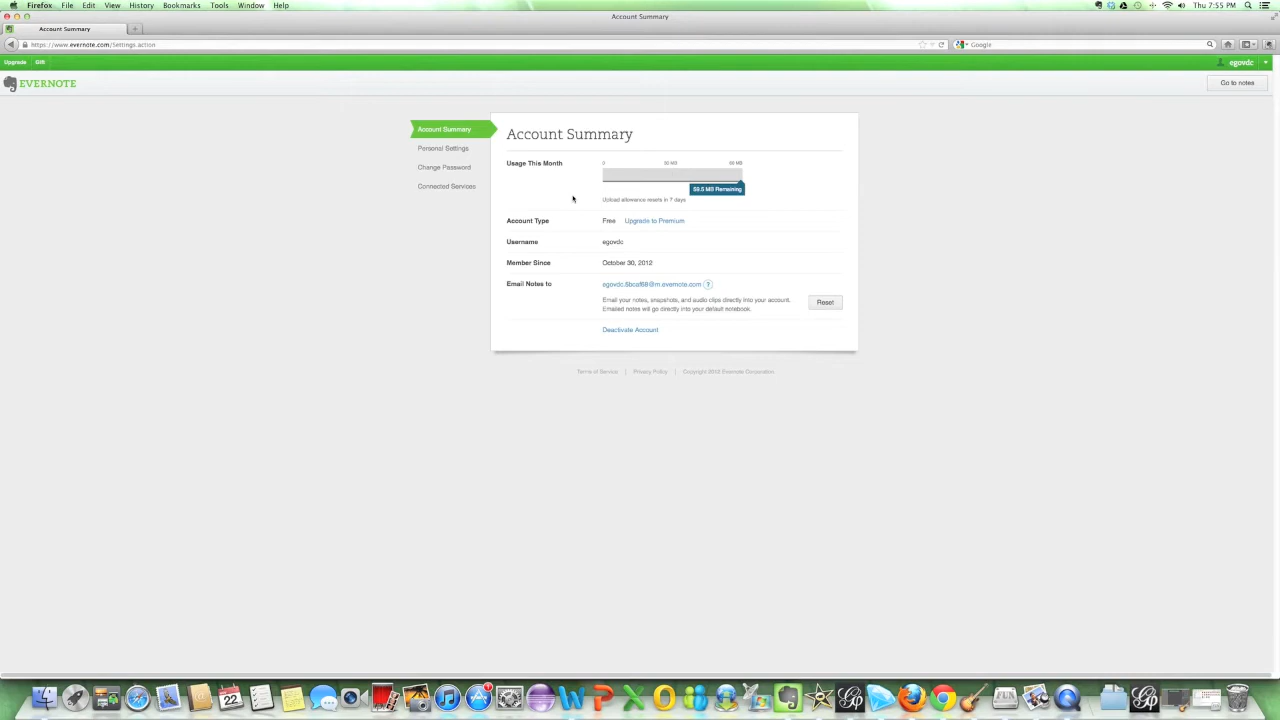 Firefox File Edit View History Bookmarks Tools Window Help
Thu 7:55 PM
Account Summary
Account Summary
https://www.evernote.com/Settings.action
Google
Upgrade Gift
egovdc
EVERNOTE
Go to notes
Account Summary
Personal Settings
Change Password
Connected Services
Account Summary
Usage This Month
0
59.5 MB Remaining
Upload allowance resets in 7 days
Account Type Free Upgrade to Premium
Username egovdc
Member Since October 30, 2012
Email Notes to
?
Email your notes, snapshots, and audio clips directly into your account.
Emailed notes will go directly into your default notebook.
Reset
Deactivate Account
Terms of Service | Privacy Policy | Copyright 2012 Evernote Corporation
22